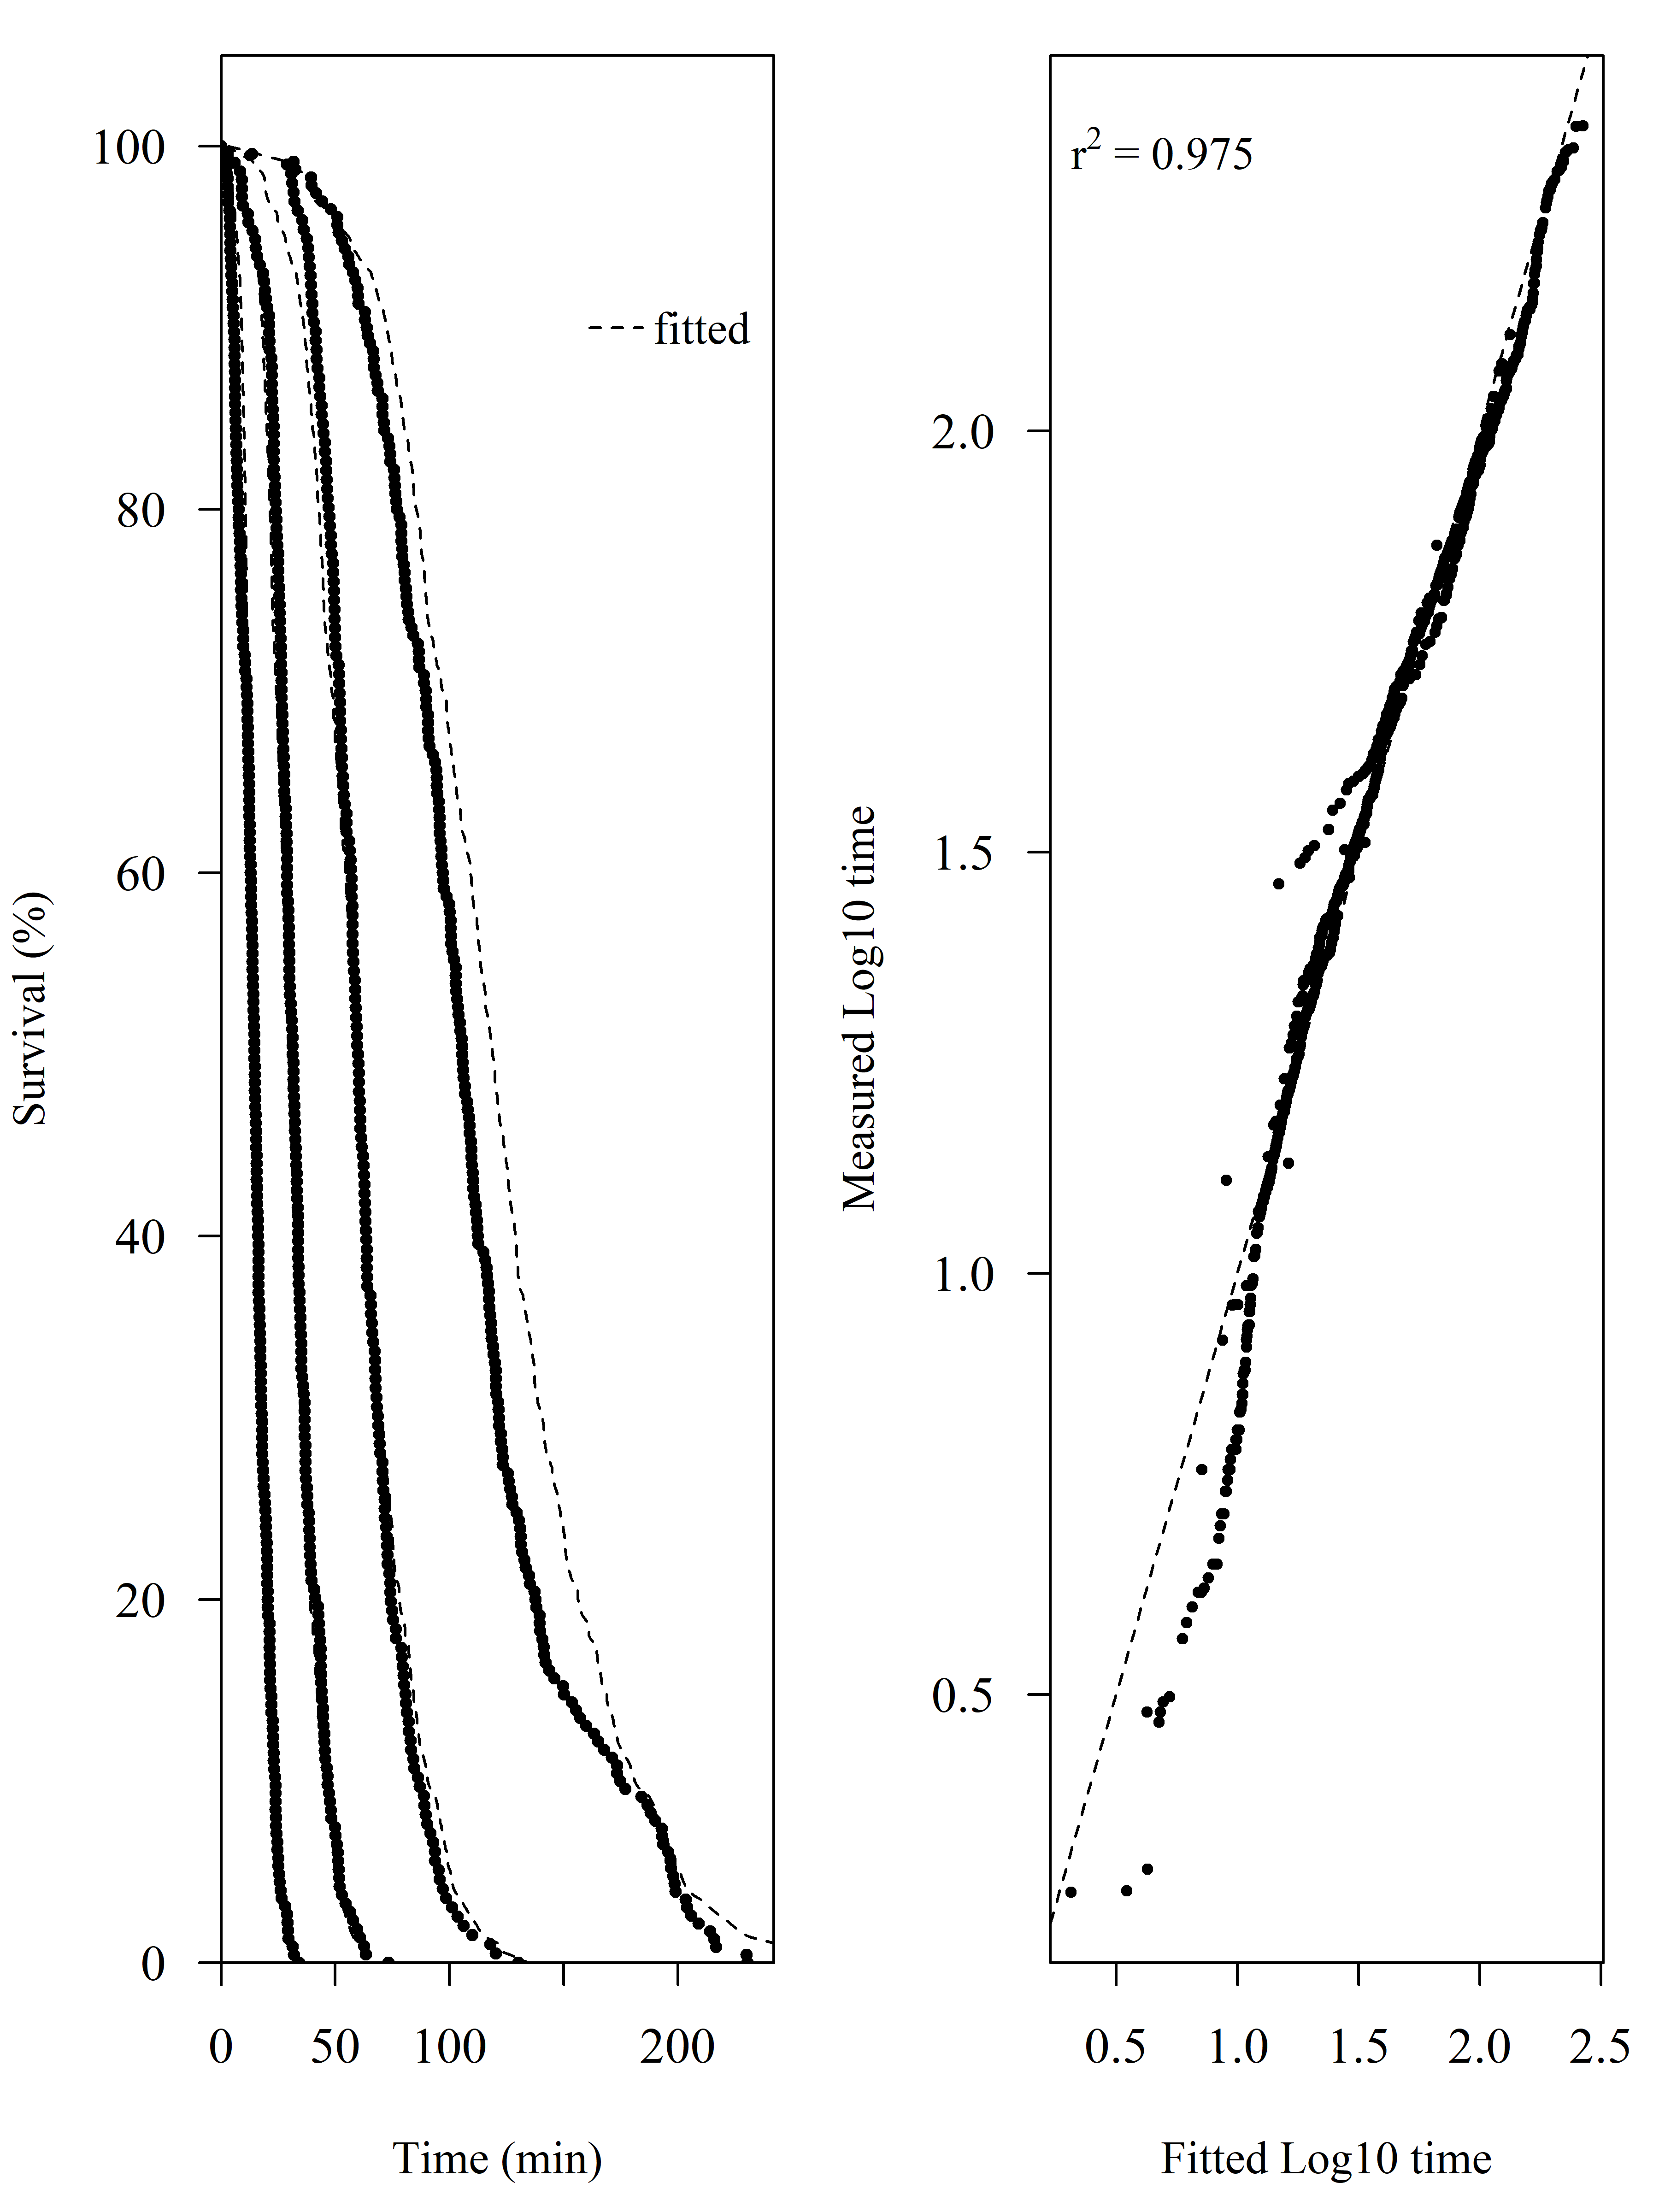 100
80
60
40
20
0
Survival (%)
0 50 100 200
Time (min)
fitted
r2 = 0.975
2.0
1.5
1.0
0.5
Measured Log10 time
0.5 1.0 1.5 2.0 2.5
Fitted Log10 time